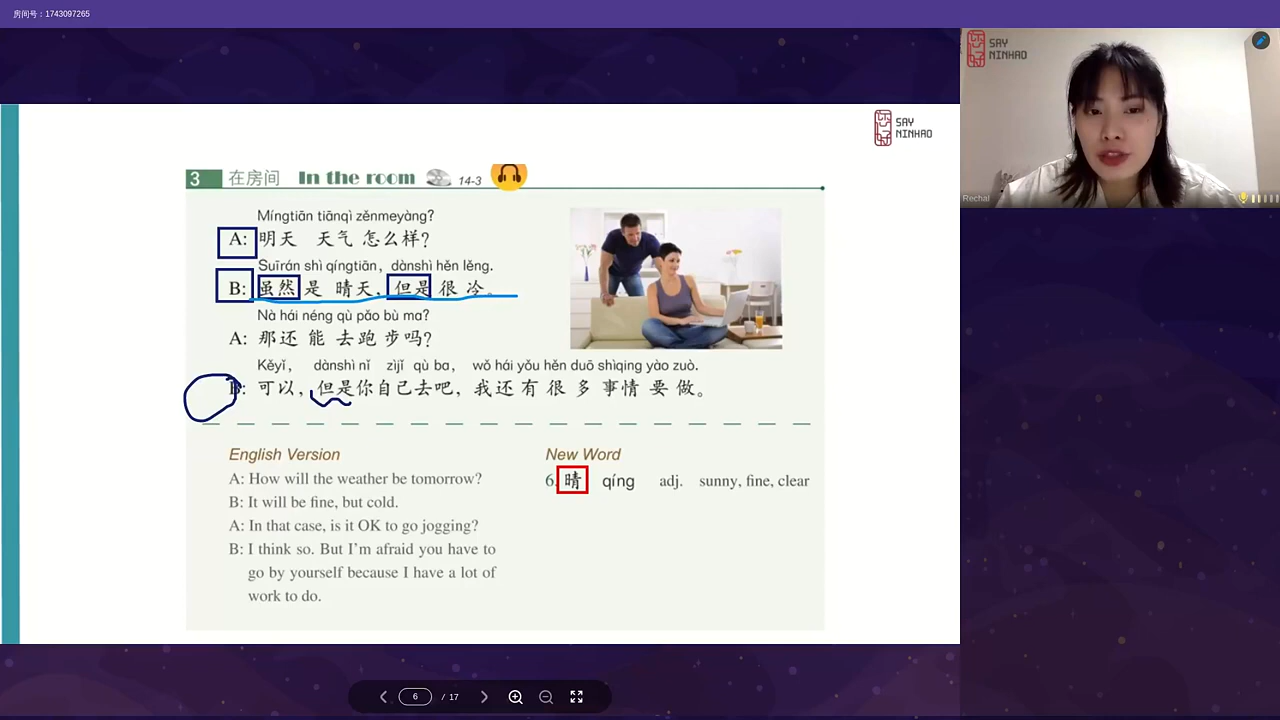 房间号：1743097265
SAY
NINHAO
SAY
NINHAO
Rechal
3 在房间 In the room 14-3
Míngtiān tiānqì zěnmeyàng?
A: 明天 天气 怎么样?
Suīrán shì qíngtiān, dànshì hěn lěng.
B: 虽然 是 晴天, 但是 很 冷。
Nà hái néng qù pǎo bù ma?
A: 那还 能 去跑 步吗?
Kěyǐ, dànshì nǐ zìjǐ qù ba, wǒ hái yǒu hěn duō shìqing yào zuò.
B: 可以, 但是你自己去吧, 我还 有 很 多 事情 要 做。
English Version
A: How will the weather be tomorrow?
B: It will be fine, but cold.
A: In that case, is it OK to go jogging?
B: I think so. But I'm afraid you have to
go by yourself because I have a lot of
work to do.
New Word
6. 晴 qíng adj. sunny, fine, clear
6 / 17